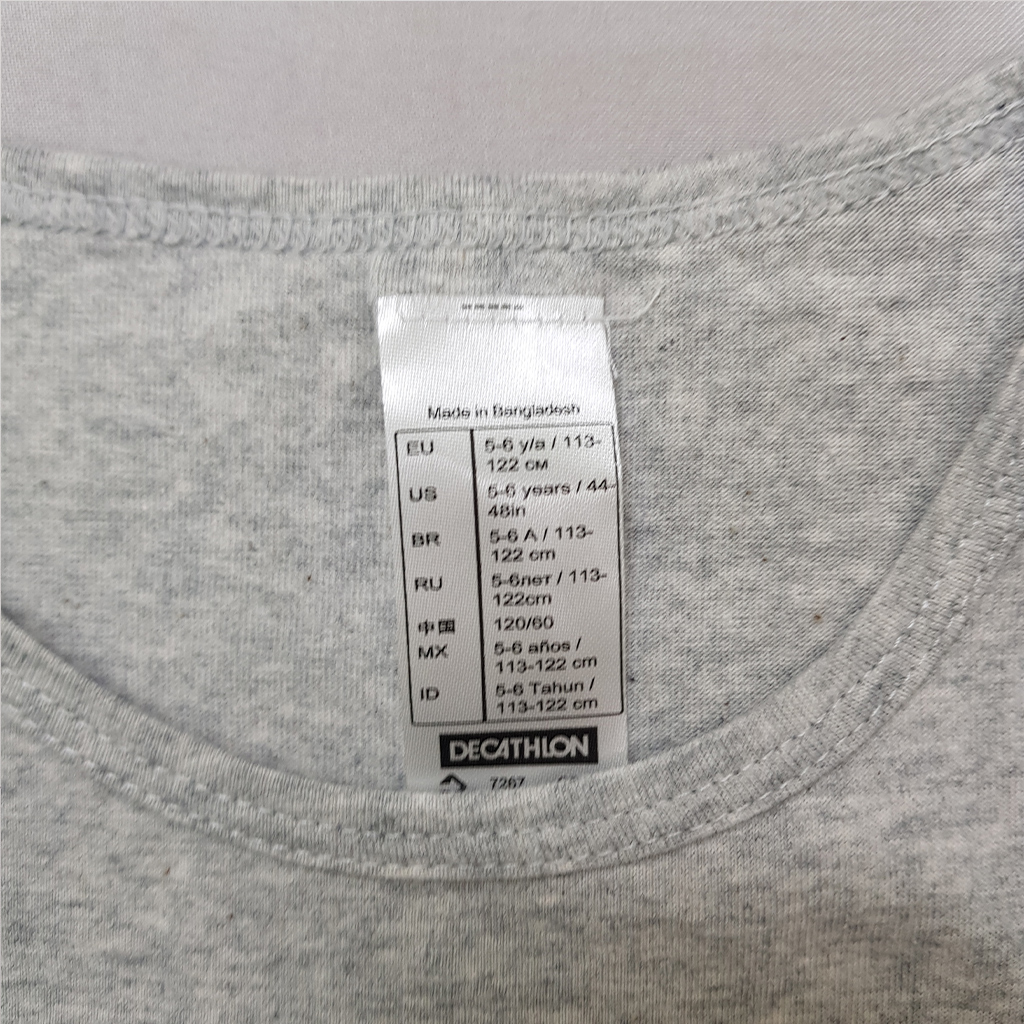 Made in Bangladesh
EU 5-6 y/a / 113-
122 см
US 5-6 years / 44-
48in
BR 5-6 A / 113-
122 cm
RU 5-6лет / 113-
122cm
中国 120/60
MX 5-6 años /
113-122 cm
ID 5-6 Tahun /
113-122 cm
DECATHLON
7267